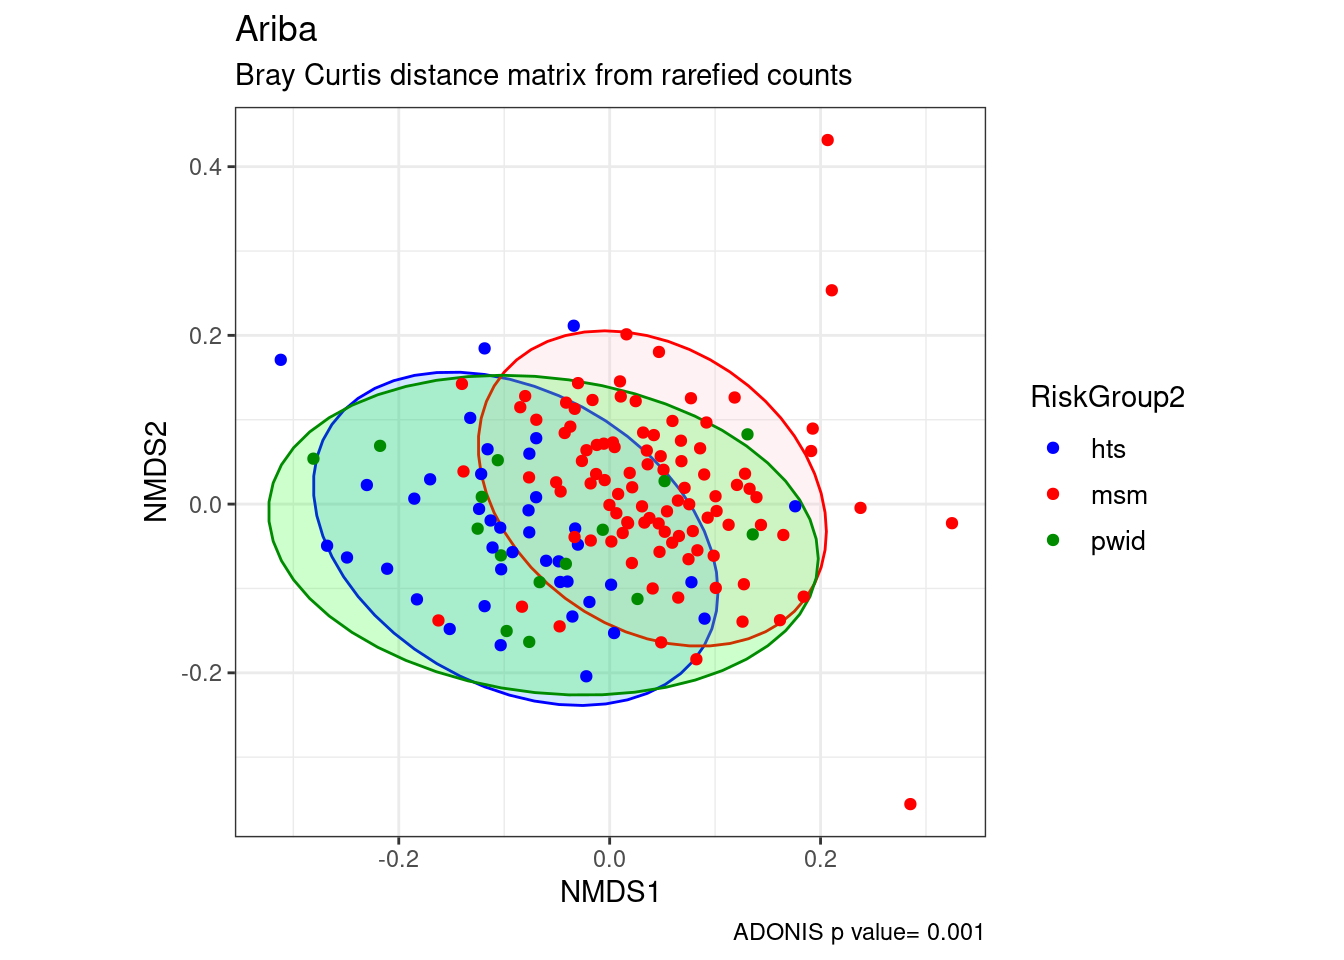 Ariba
Bray Curtis distance matrix from rarefied counts
0.4
0.2
0.0
-0.2
NMDS2
-0.2 0.0 0.2
NMDS1
RiskGroup2
hts
msm
pwid
ADONIS p value= 0.001